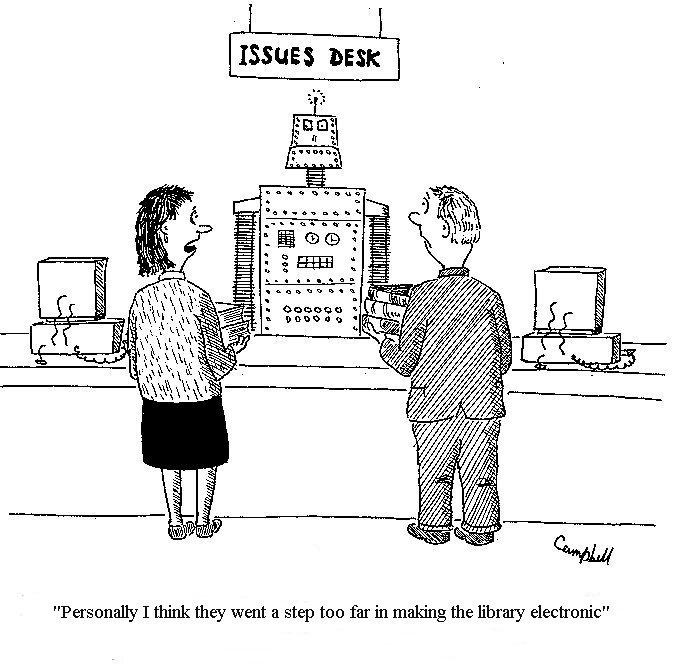 ISSUES DESK
Campbell
"Personally I think they went a step too far in making the library electronic"